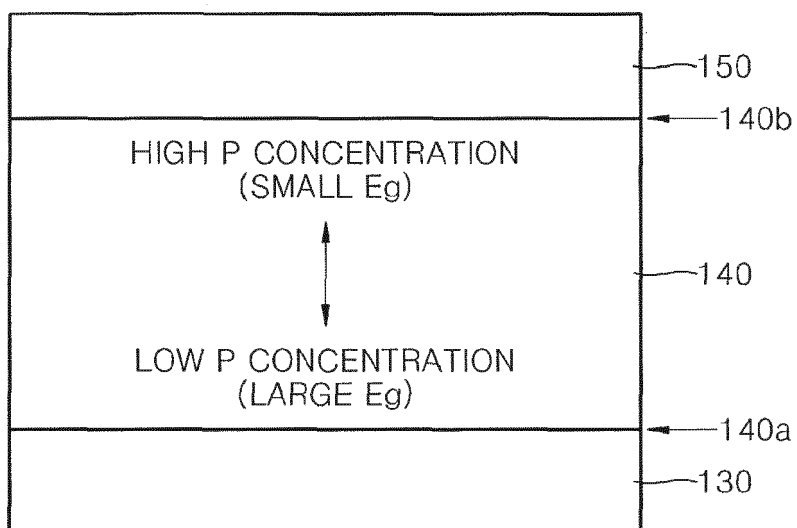 150
140b
HIGH P CONCENTRATION
(SMALL Eg)
140
LOW P CONCENTRATION
(LARGE Eg)
140a
130